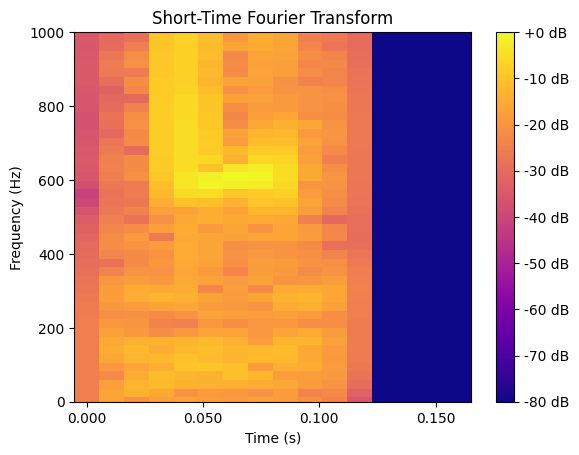 Short-Time Fourier Transform
1000
800
600
400
200
0
Frequency (Hz)
0.000
0.050
0.100
0.150
Time (s)
+0 dB
-10 dB
-20 dB
-30 dB
-40 dB
-50 dB
-60 dB
-70 dB
-80 dB